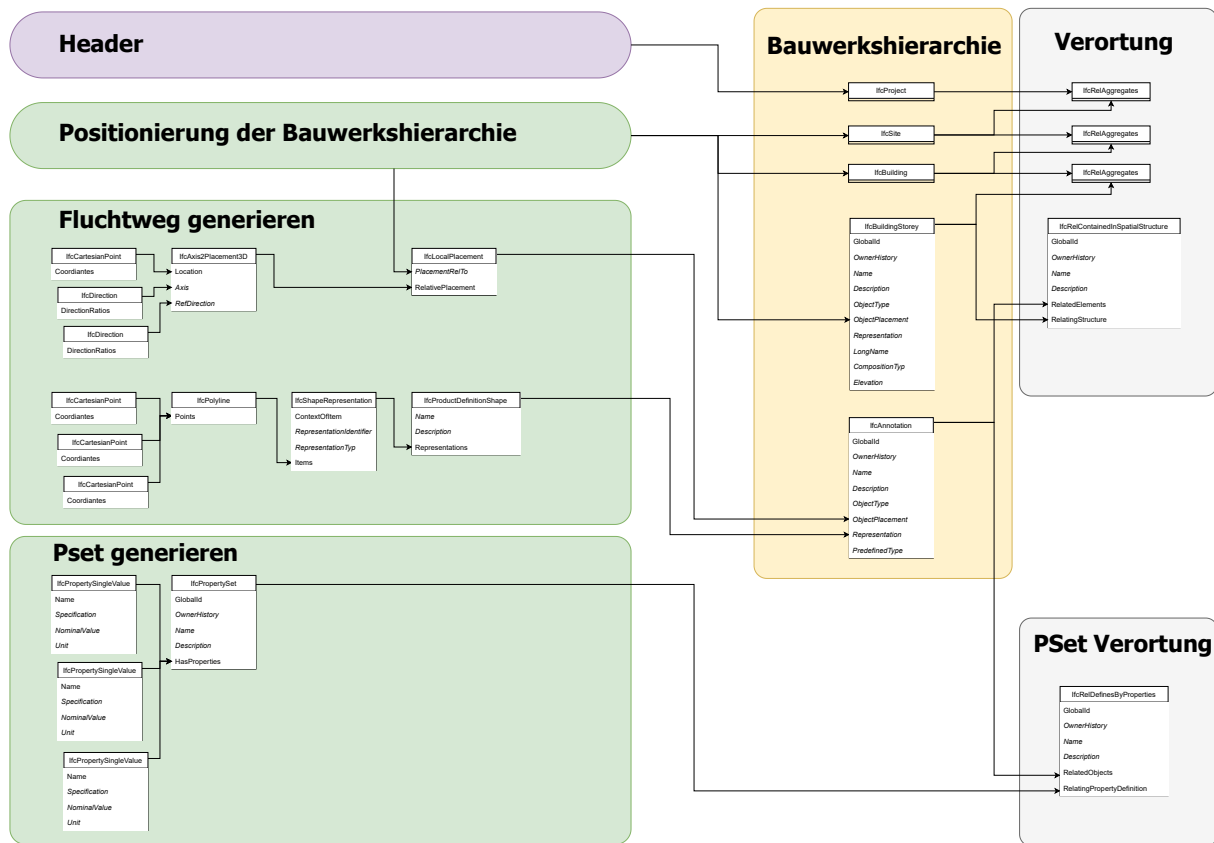 Header
Positionierung der Bauwerkshierarchie
Fluchtweg generieren
IfcCartesianPoint
Coordiantes
IfcDirection
DirectionRatios
IfcDirection
DirectionRatios
IfcAxis2Placement3D
Location
Axis
RefDirection
IfcLocalPlacement
PlacementRelTo
RelativePlacement
IfcCartesianPoint
Coordiantes
IfcCartesianPoint
Coordiantes
IfcCartesianPoint
Coordiantes
IfcPolyline
Points
IfcShapeRepresentation
ContextOfItem
RepresentationIdentifier
RepresentationTyp
Items
IfcProductDefinitionShape
Name
Description
Representations
Pset generieren
IfcPropertySingleValue
Name
Specification
NominalValue
Unit
IfcPropertySingleValue
Name
Specification
NominalValue
Unit
IfcPropertySingleValue
Name
Specification
NominalValue
Unit
IfcPropertySet
GlobalId
OwnerHistory
Name
Description
HasProperties
Bauwerkshierarchie
IfcProject
IfcSite
IfcBuilding
IfcBuildingStorey
GlobalId
OwnerHistory
Name
Description
ObjectType
ObjectPlacement
Representation
LongName
CompositionTyp
Elevation
IfcAnnotation
GlobalId
OwnerHistory
Name
Description
ObjectType
ObjectPlacement
Representation
PredefinedType
Verortung
IfcRelAggregates
IfcRelAggregates
IfcRelAggregates
IfcRelContainedInSpatialStructure
GlobalId
OwnerHistory
Name
Description
RelatedElements
RelatingStructure
PSet Verortung
IfcRelDefinesByProperties
GlobalId
OwnerHistory
Name
Description
RelatedObjects
RelatingPropertyDefinition